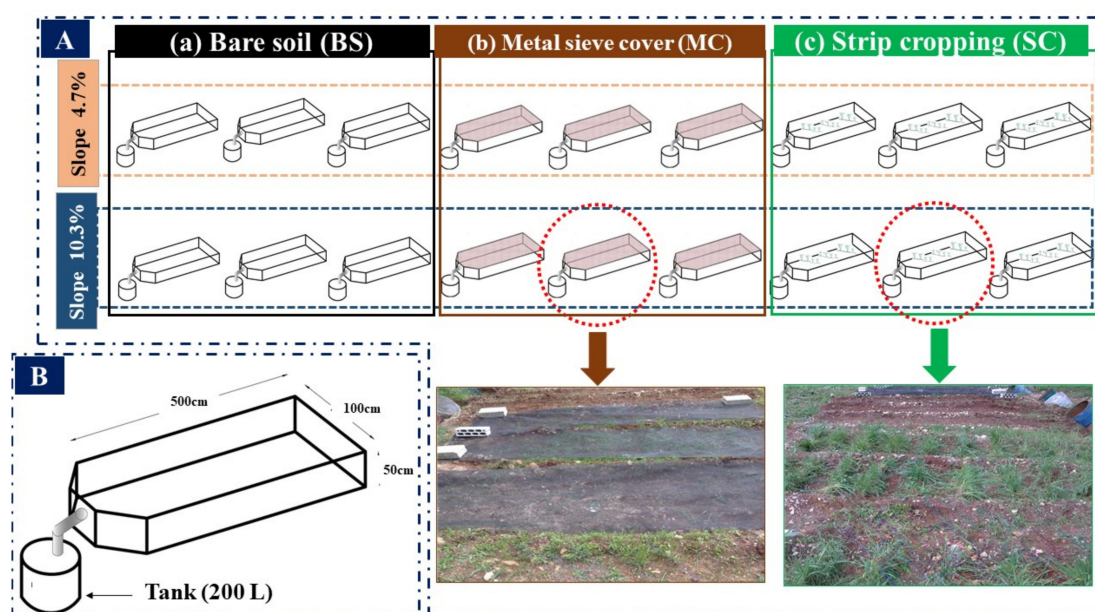 A
(a) Bare soil (BS)
(b) Metal sieve cover (MC)
(c) Strip cropping (SC)
Slope 4.7%
Slope 10.3%
B
500cm
100cm
50cm
Tank (200 L)